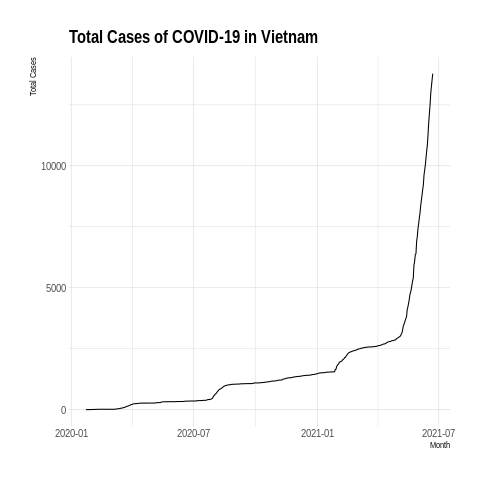 Total Cases of COVID-19 in Vietnam
Total Cases
10000
5000
0
2020-01 2020-07 2021-01 2021-07
Month